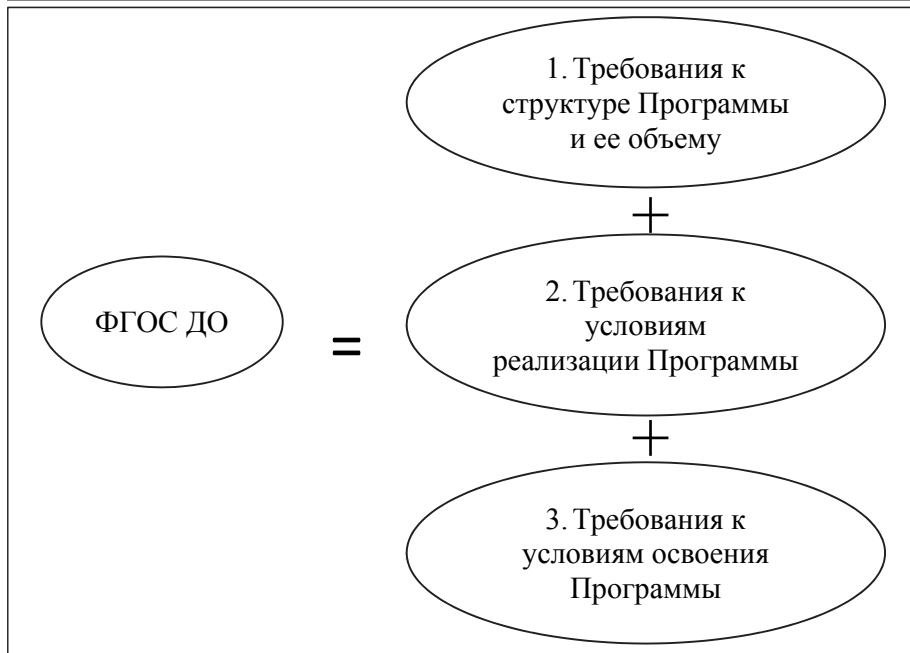 1. Требования к
структуре Программы
и ее объему
+
ФГОС ДО
=
2. Требования к
условиям
реализации Программы
+
3. Требования к
условиям освоения
Программы